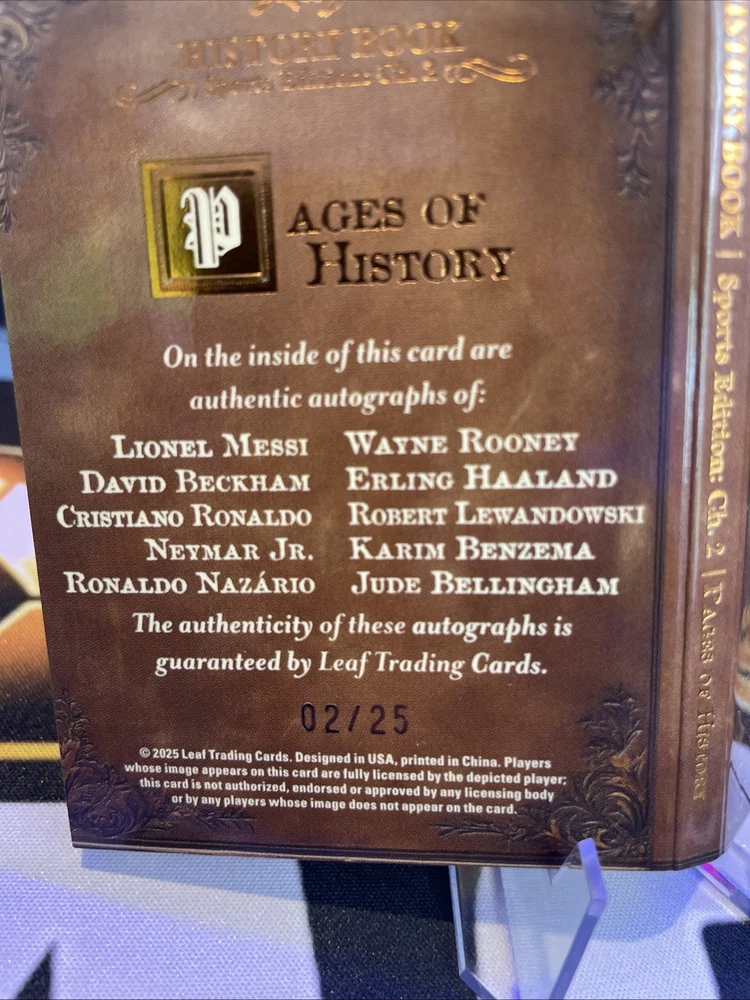 HISTORY BOOK
Sports Edition: Ch. 2
PAGES OF
HISTORY
On the inside of this card are
authentic autographs of:
LIONEL MESSI WAYNE ROONEY
DAVID BECKHAM ERLING HAALAND
CRISTIANO RONALDO ROBERT LEWANDOWSKI
NEYMAR JR. KARIM BENZEMA
RONALDO NAZÁRIO JUDE BELLINGHAM
The authenticity of these autographs is
guaranteed by Leaf Trading Cards.
02/25
© 2025 Leaf Trading Cards. Designed in USA, printed in China. Players
whose image appears on this card are fully licensed by the depicted player;
this card is not authorized, endorsed or approved by any licensing body
or by any players whose image does not appear on the card.
HISTORY BOOK | Sports Edition: Ch. 2 | PAGES OF HISTORY